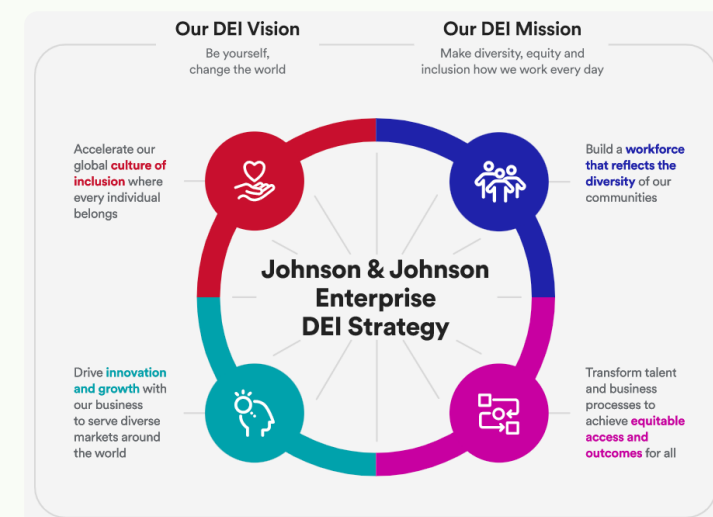 Our DEI Vision
Be yourself,
change the world
Our DEI Mission
Make diversity, equity and
inclusion how we work every day
Accelerate our
global culture of
inclusion where
every individual
belongs
Build a workforce
that reflects the
diversity of our
communities
Johnson & Johnson
Enterprise
DEI Strategy
Drive innovation
and growth with
our business
to serve diverse
markets around
the world
Transform talent
and business
processes to
achieve equitable
access and
outcomes for all